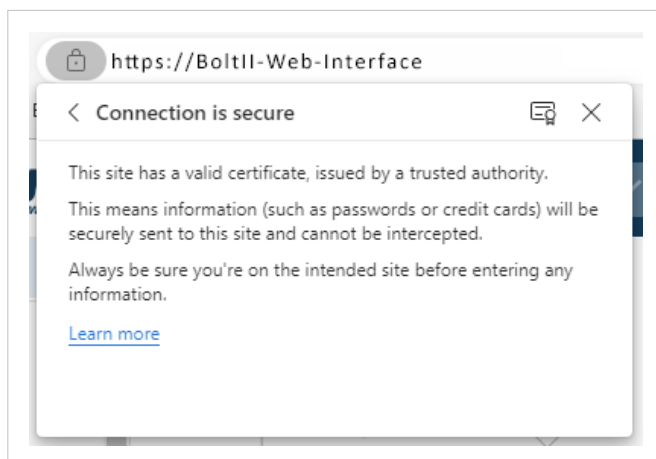 https://BoltII-Web-Interface
Connection is secure
This site has a valid certificate, issued by a trusted authority.
This means information (such as passwords or credit cards) will be
securely sent to this site and cannot be intercepted.
Always be sure you're on the intended site before entering any
information.
Learn more